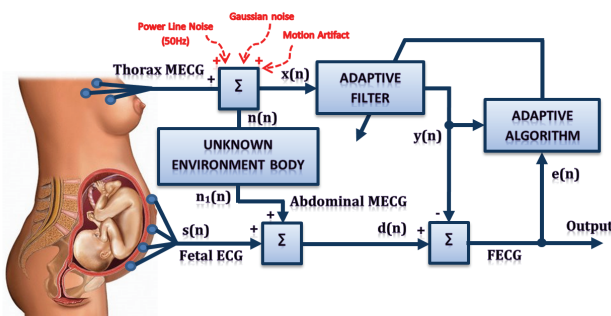 Power Line Noise
(50Hz)
Gaussian noise
Motion Artifact
+
+
Thorax MECG
+
Σ
x(n)
ADAPTIVE
FILTER
n(n)
y(n)
ADAPTIVE
ALGORITHM
UNKNOWN
ENVIRONMENT BODY
e(n)
n₁(n)
Abdominal MECG
s(n)
+
+
Σ
d(n)
+
-
Σ
Output
Fetal ECG
FECG